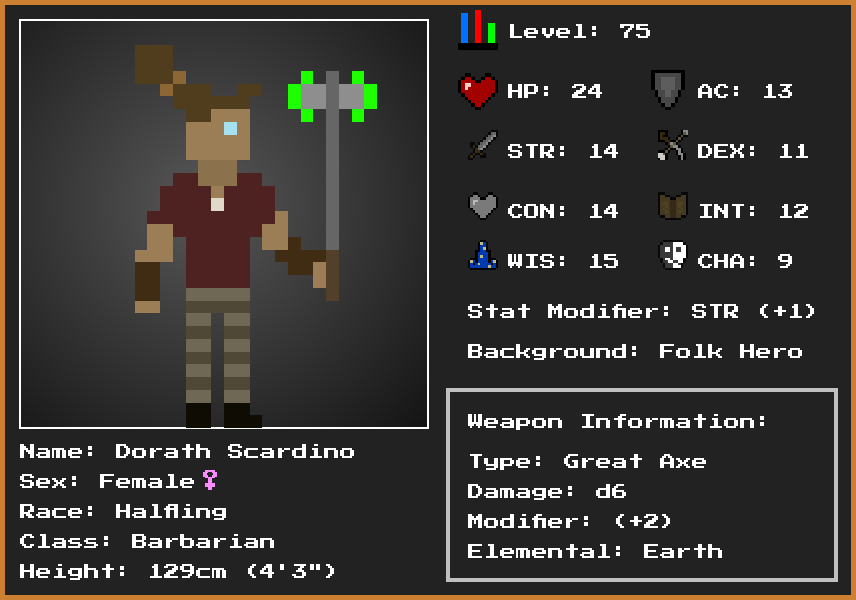 Level: 75
HP: 24
AC: 13
STR: 14
DEX: 11
CON: 14
INT: 12
WIS: 15
CHA: 9
Stat Modifier: STR (+1)
Background: Folk Hero
Weapon Information:
Type: Great Axe
Damage: d6
Modifier: (+2)
Elemental: Earth
Name: Dorath Scardino
Sex: Female♀
Race: Halfling
Class: Barbarian
Height: 129cm (4'3")